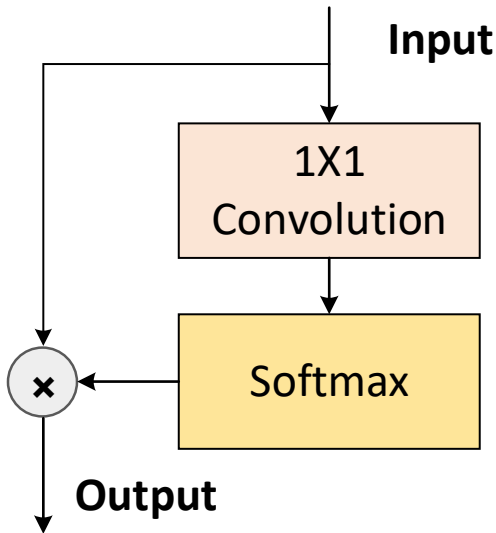 Input
1X1
Convolution
Softmax
×
Output